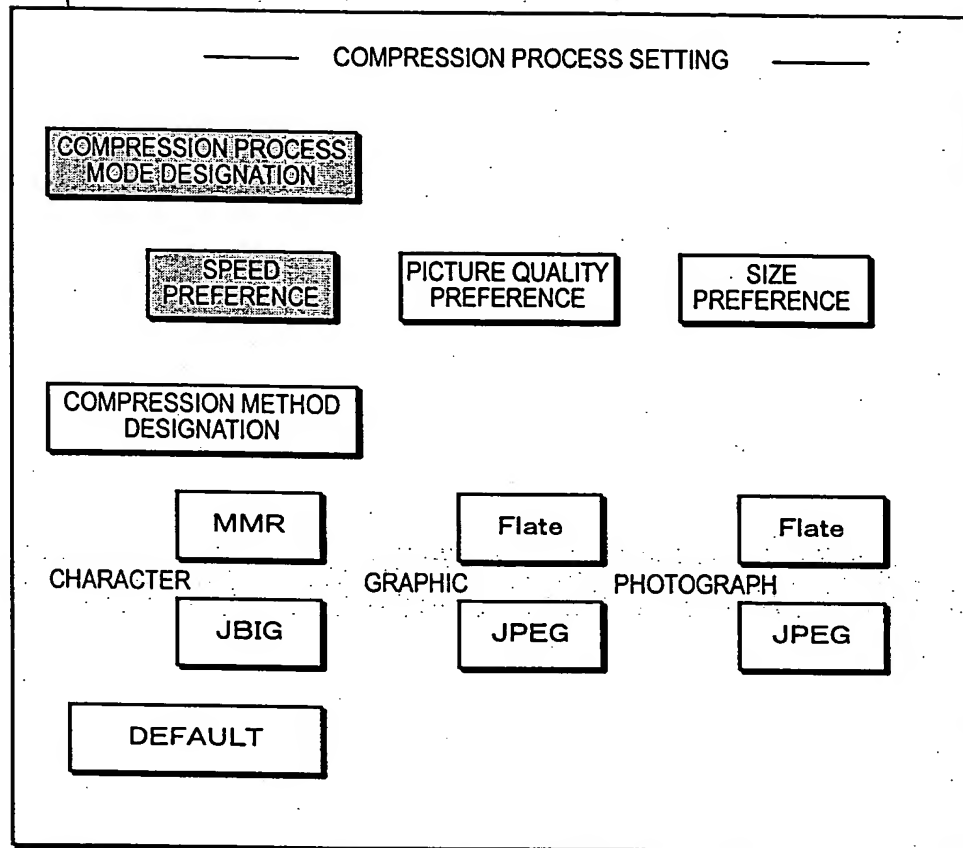 COMPRESSION PROCESS SETTING
COMPRESSION PROCESS
MODE DESIGNATION
SPEED
PREFERENCE
PICTURE QUALITY
PREFERENCE
SIZE
PREFERENCE
COMPRESSION METHOD
DESIGNATION
CHARACTER
MMR
JBIG
GRAPHIC
Flate
JPEG
PHOTOGRAPH
Flate
JPEG
DEFAULT